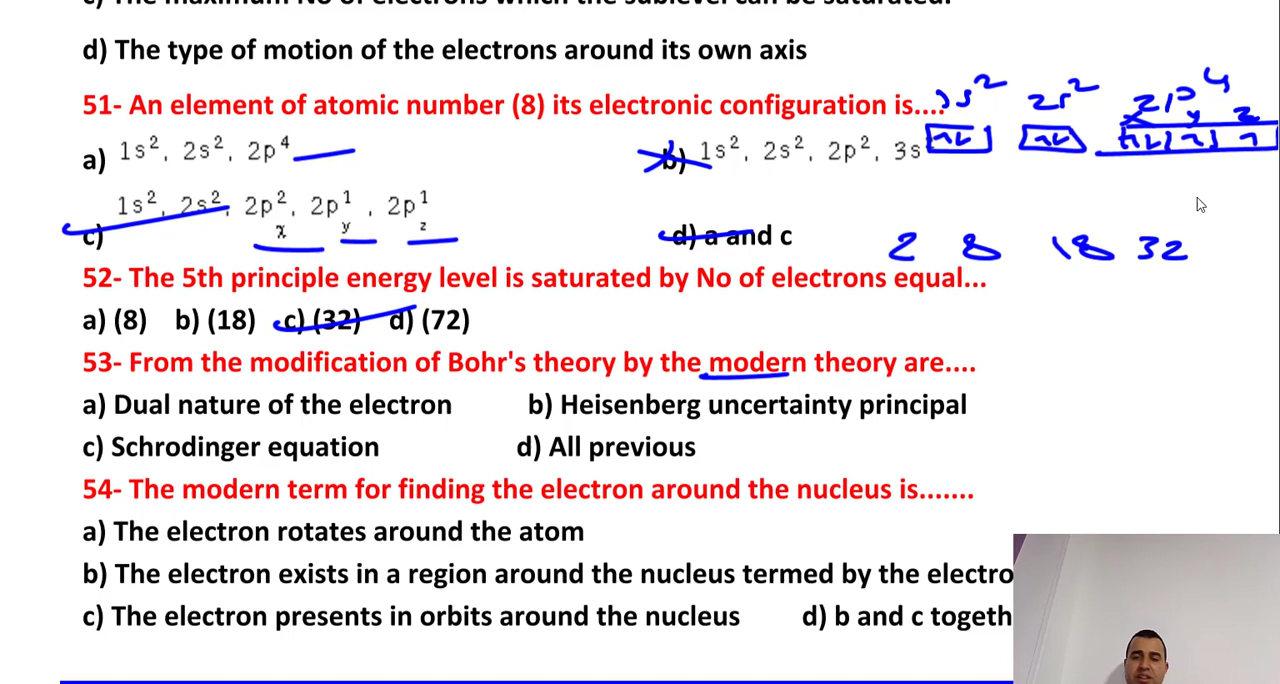 d) The type of motion of the electrons around its own axis
51- An element of atomic number (8) its electronic configuration is....
1s² 2s² 2p⁴
x y z
a) 1s², 2s², 2p⁴
b) 1s², 2s², 2p², 3s
c) 1s², 2s², 2p², 2p¹, 2p¹
x y z
d) a and c
2 8 18 32
52- The 5th principle energy level is saturated by No of electrons equal...
a) (8) b) (18) c) (32) d) (72)
53- From the modification of Bohr's theory by the modern theory are....
a) Dual nature of the electron b) Heisenberg uncertainty principal
c) Schrodinger equation d) All previous
54- The modern term for finding the electron around the nucleus is.......
a) The electron rotates around the atom
b) The electron exists in a region around the nucleus termed by the electro
c) The electron presents in orbits around the nucleus d) b and c togeth